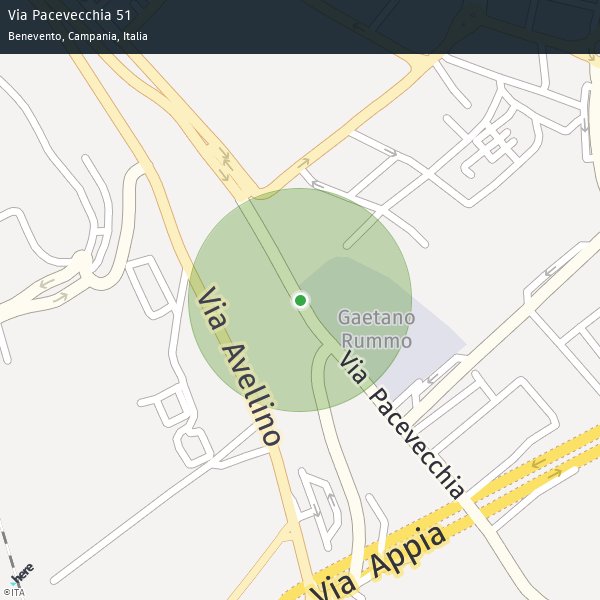 Via Pacevecchia 51
Benevento, Campania, Italia
Gaetano
Rummo
Via Avellino
Via Pacevecchia
Via Appia
here
©ITA